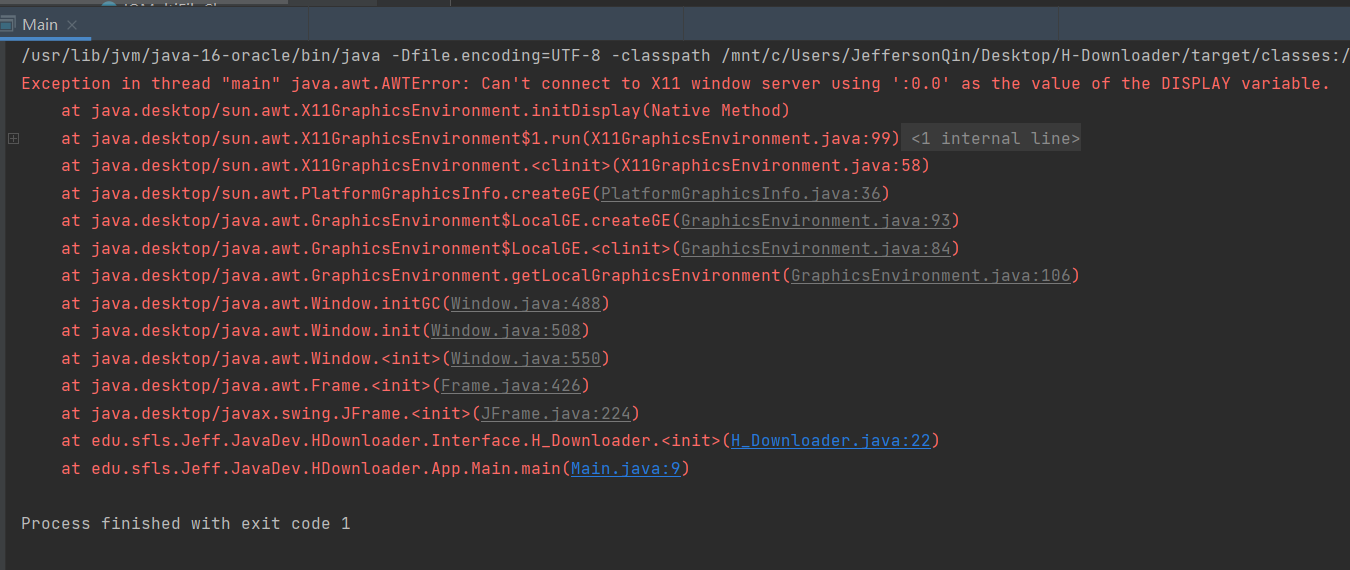 Main
/usr/lib/jvm/java-16-oracle/bin/java -Dfile.encoding=UTF-8 -classpath /mnt/c/Users/JeffersonQin/Desktop/H-Downloader/target/classes:/
Exception in thread "main" java.awt.AWTError: Can't connect to X11 window server using ':0.0' as the value of the DISPLAY variable.
at java.desktop/sun.awt.X11GraphicsEnvironment.initDisplay(Native Method)
at java.desktop/sun.awt.X11GraphicsEnvironment$1.run(X11GraphicsEnvironment.java:99) <1 internal line>
at java.desktop/sun.awt.X11GraphicsEnvironment.<clinit>(X11GraphicsEnvironment.java:58)
at java.desktop/sun.awt.PlatformGraphicsInfo.createGE(PlatformGraphicsInfo.java:36)
at java.desktop/java.awt.GraphicsEnvironment$LocalGE.createGE(GraphicsEnvironment.java:93)
at java.desktop/java.awt.GraphicsEnvironment$LocalGE.<clinit>(GraphicsEnvironment.java:84)
at java.desktop/java.awt.GraphicsEnvironment.getLocalGraphicsEnvironment(GraphicsEnvironment.java:106)
at java.desktop/java.awt.Window.initGC(Window.java:488)
at java.desktop/java.awt.Window.init(Window.java:508)
at java.desktop/java.awt.Window.<init>(Window.java:550)
at java.desktop/java.awt.Frame.<init>(Frame.java:426)
at java.desktop/javax.swing.JFrame.<init>(JFrame.java:224)
at edu.sfls.Jeff.JavaDev.HDownloader.Interface.H_Downloader.<init>(H_Downloader.java:22)
at edu.sfls.Jeff.JavaDev.HDownloader.App.Main.main(Main.java:9)
Process finished with exit code 1